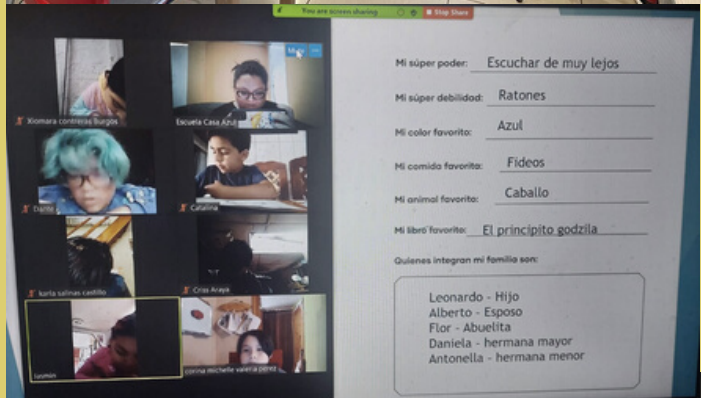 You are screen sharing
Stop Share
Xiomara contreras Burgos
Escuela Casa Azul
Dante
Catalina
karla salinas castillo
Criss Araya
Iasmin
corina michelle valeria perez
Mi súper poder: Escuchar de muy lejos
Mi súper debilidad: Ratones
Mi color favorito: Azul
Mi comida favorita: Fideos
Mi animal favorito: Caballo
Mi libro favorito: El principito godzila
Quienes integran mi familia son:
Leonardo - Hijo
Alberto - Esposo
Flor - Abuelita
Daniela - hermana mayor
Antonella - hermana menor